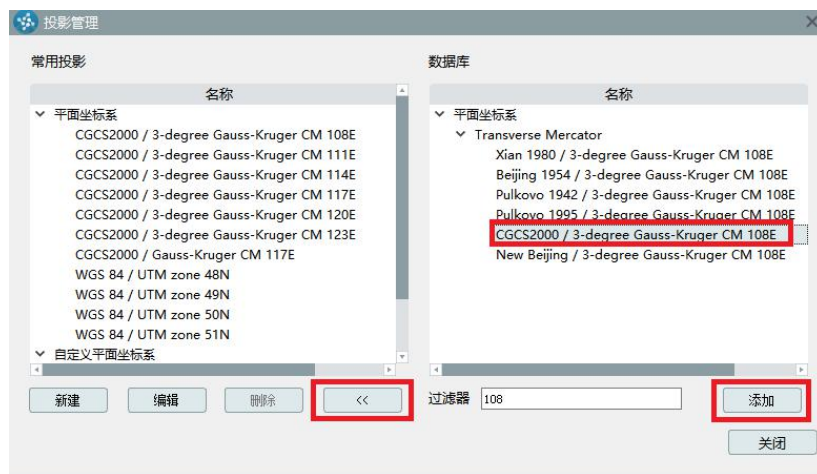 投影管理
常用投影
名称
平面坐标系
CGCS2000 / 3-degree Gauss-Kruger CM 108E
CGCS2000 / 3-degree Gauss-Kruger CM 111E
CGCS2000 / 3-degree Gauss-Kruger CM 114E
CGCS2000 / 3-degree Gauss-Kruger CM 117E
CGCS2000 / 3-degree Gauss-Kruger CM 120E
CGCS2000 / 3-degree Gauss-Kruger CM 123E
CGCS2000 / Gauss-Kruger CM 117E
WGS 84 / UTM zone 48N
WGS 84 / UTM zone 49N
WGS 84 / UTM zone 50N
WGS 84 / UTM zone 51N
自定义平面坐标系
新建 编辑 删除 <<
数据库
名称
平面坐标系
Transverse Mercator
Xian 1980 / 3-degree Gauss-Kruger CM 108E
Beijing 1954 / 3-degree Gauss-Kruger CM 108E
Pulkovo 1942 / 3-degree Gauss-Kruger CM 108E
Pulkovo 1995 / 3-degree Gauss-Kruger CM 108E
CGCS2000 / 3-degree Gauss-Kruger CM 108E
New Beijing / 3-degree Gauss-Kruger CM 108E
过滤器 108 添加
关闭